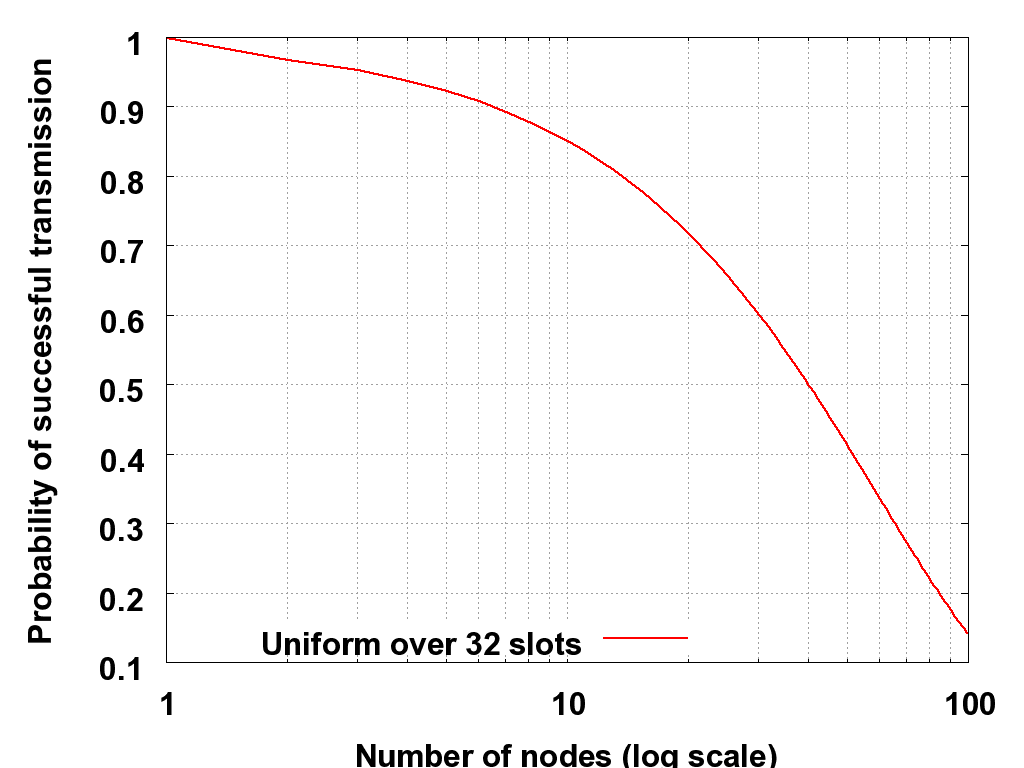 Probability of successful transmission
1
0.9
0.8
0.7
0.6
0.5
0.4
0.3
0.2
0.1
Uniform over 32 slots
1 10 100
Number of nodes (log scale)